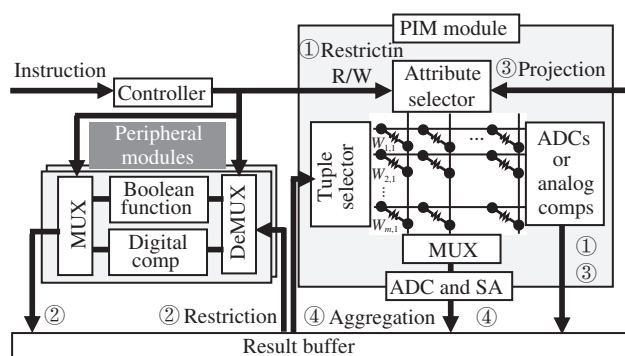 PIM module
①Restrictin
Instruction
R/W
Attribute
selector
③Projection
Controller
Peripheral
modules
MUX
Boolean
function
Digital
comp
DeMUX
Tuple
selector
W1,1
W2,1
Wm,1
...
⋮
ADCs
or
analog
comps
MUX
ADC and SA
①
③
②
② Restriction
④ Aggregation
④
Result buffer